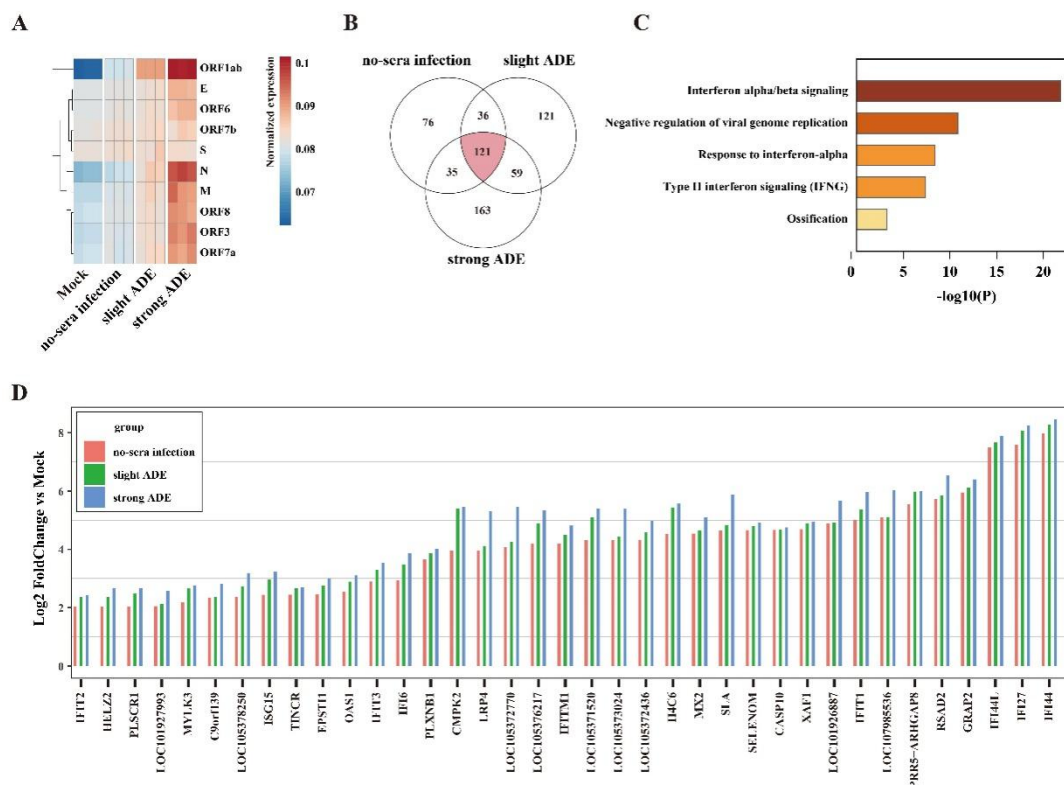 A
ORF1ab
E
ORF6
ORF7b
S
N
M
ORF8
ORF3
ORF7a
Mock
no-sera infection
slight ADE
strong ADE
Normalized expression
0.1
0.09
0.08
0.07
B
no-sera infection
slight ADE
76
36
121
121
35
59
163
strong ADE
C
Interferon alpha/beta signaling
Negative regulation of viral genome replication
Response to interferon-alpha
Type II interferon signaling (IFNG)
Ossification
0
5
10
15
20
-log10(P)
D
Log2 FoldChange vs Mock
8
6
4
2
0
group
no-sera infection
slight ADE
strong ADE
IFIT2
HELZ2
PLSCR1
LOC101927993
MYLK3
C9orf139
LOC105378250
ISG15
TINCR
EPSTI1
OAS1
IFIT3
IFI6
PLXNB1
CMPK2
LRP4
LOC105372770
LOC105376217
IFITM1
LOC105371520
LOC105373024
LOC105372436
H4C6
MX2
SLA
SELENOM
CASP10
XAF1
LOC101926887
IFIT1
LOC107985536
PRR5-ARHGAP8
RSAD2
GRAP2
IFI44L
IFI27
IFI44